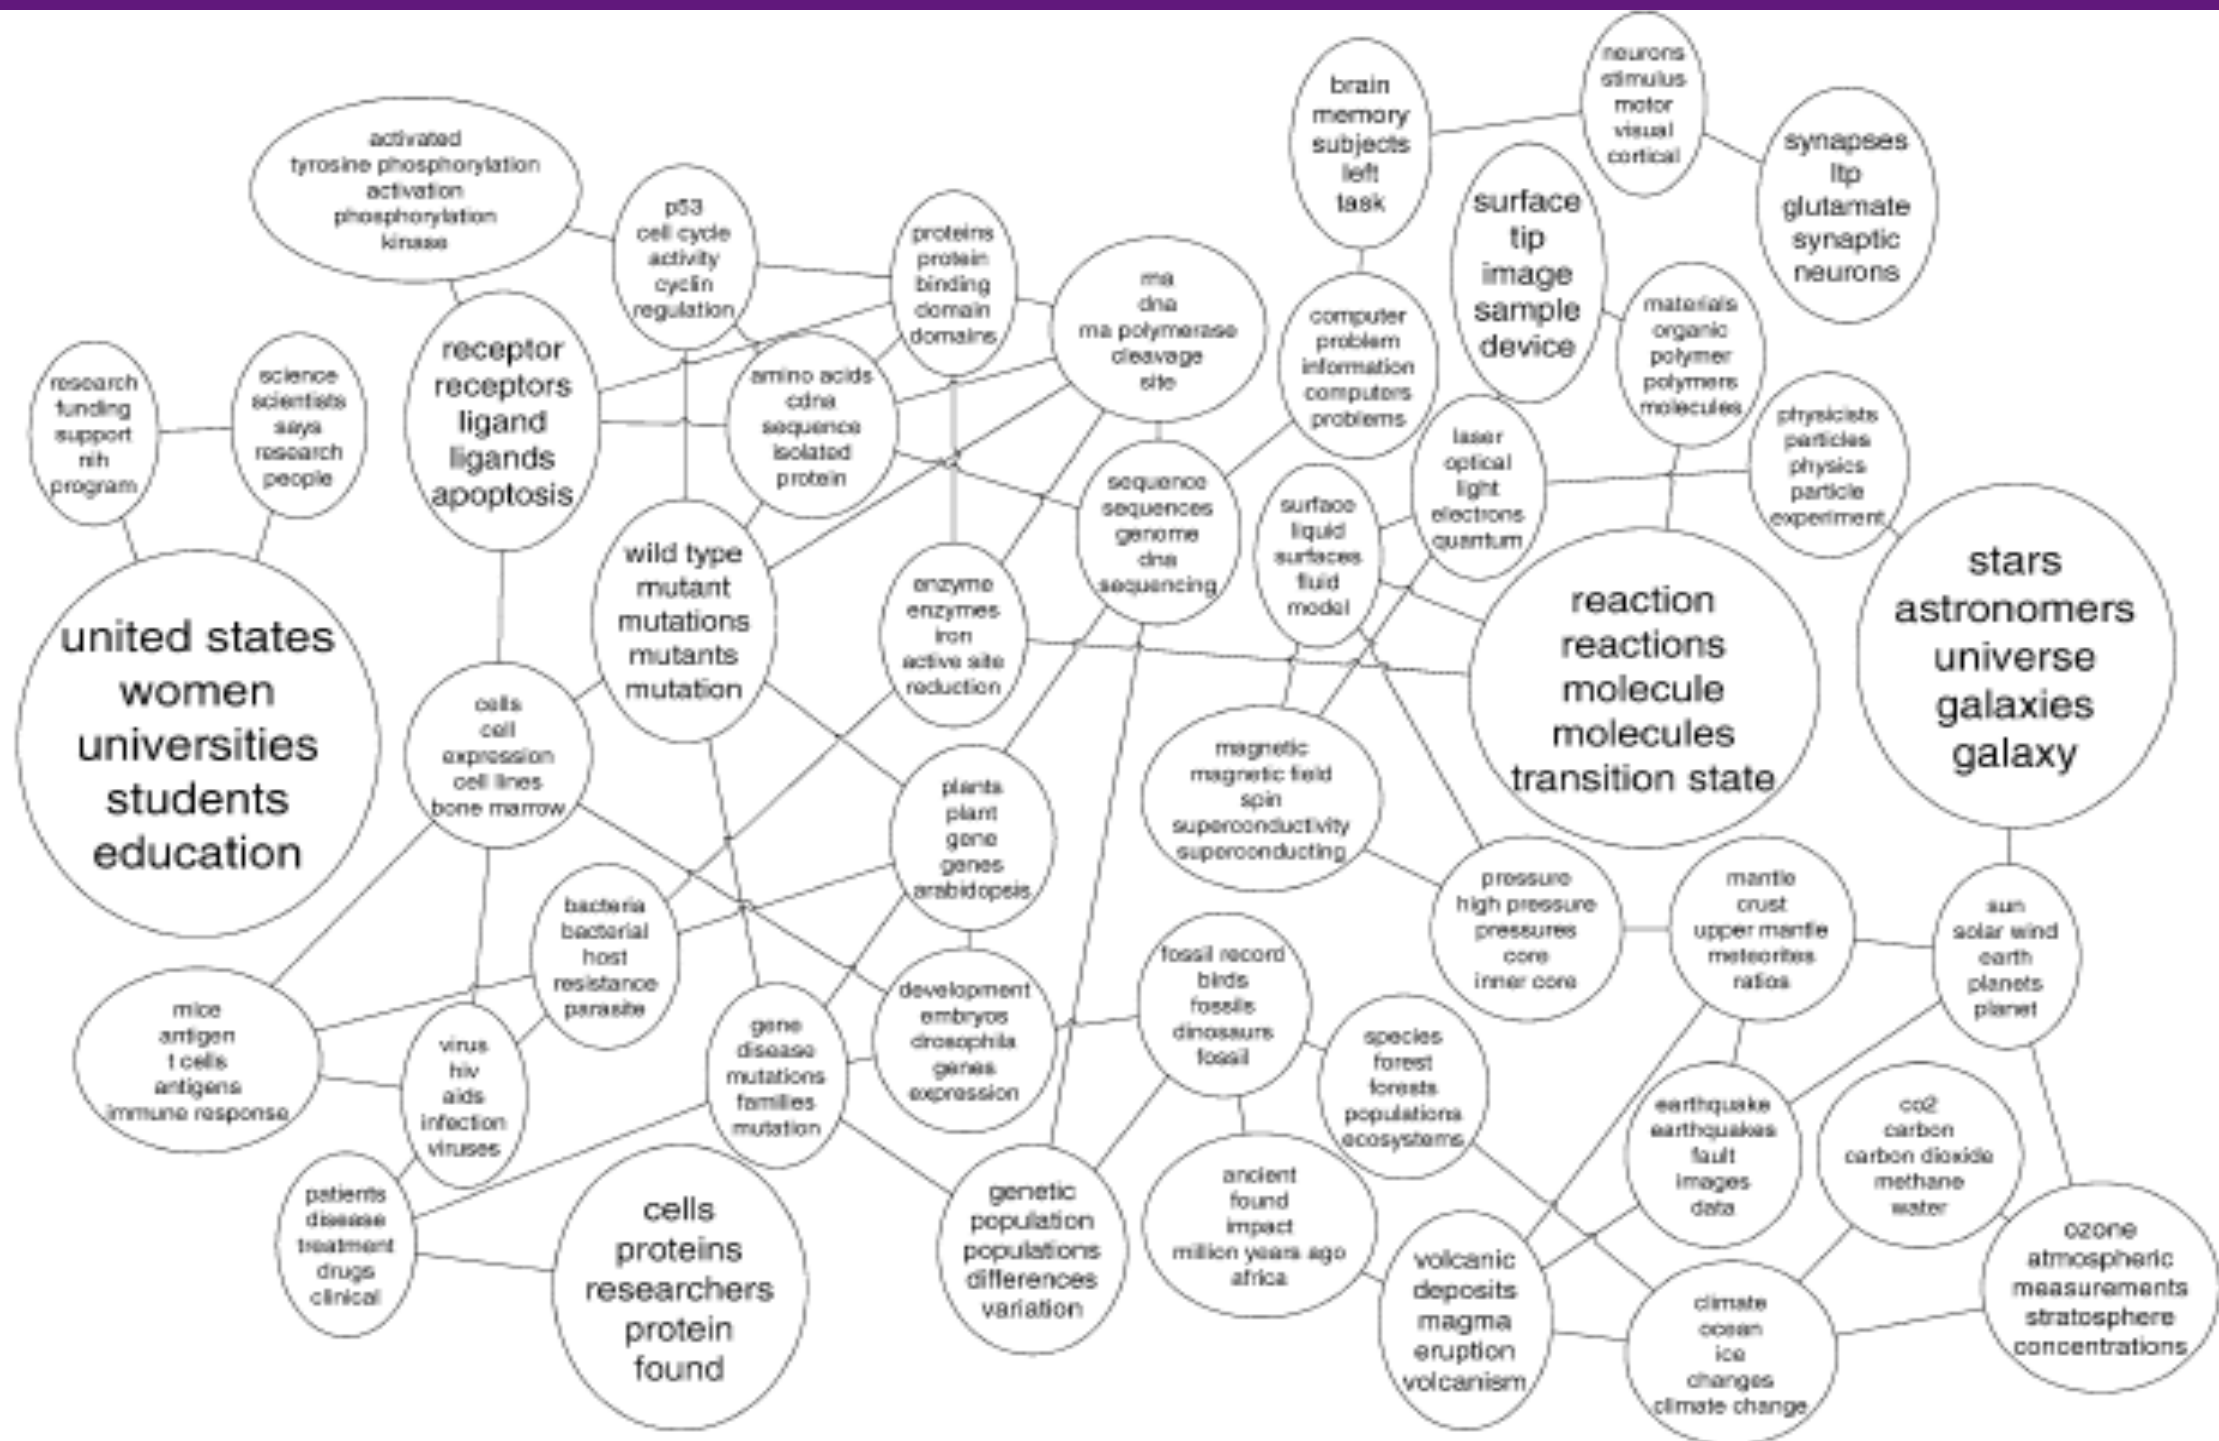 neurons
stimulus
motor
visual
cortical
brain
memory
subjects
left
task
synapses
ltp
glutamate
synaptic
neurons
activated
tyrosine phosphorylation
activation
phosphorylation
kinase
p53
cell cycle
activity
cyclin
regulation
proteins
protein
binding
domain
domains
rna
dna
rna polymerase
cleavage
site
computer
problem
information
computers
problems
surface
tip
image
sample
device
materials
organic
polymer
polymers
molecules
research
funding
support
nih
program
science
scientists
says
research
people
receptor
receptors
ligand
ligands
apoptosis
amino acids
cdna
sequence
isolated
protein
sequence
sequences
genome
dna
sequencing
surface
liquid
surfaces
fluid
model
laser
optical
light
electrons
quantum
physicists
particles
physics
particle
experiment
united states
women
universities
students
education
wild type
mutant
mutations
mutants
mutation
enzyme
enzymes
iron
active site
reduction
reaction
reactions
molecule
molecules
transition state
stars
astronomers
universe
galaxies
galaxy
cells
cell
expression
cell lines
bone marrow
plants
plant
gene
genes
arabidopsis
magnetic
magnetic field
spin
superconductivity
superconducting
bacteria
bacterial
host
resistance
parasite
pressure
high pressure
pressures
core
inner core
mantle
crust
upper mantle
meteorites
ratios
sun
solar wind
earth
planets
planet
mice
antigen
t cells
antigens
immune response
virus
hiv
aids
infection
viruses
gene
disease
mutations
families
mutation
development
embryos
drosophila
genes
expression
fossil record
birds
fossils
dinosaurs
fossil
species
forest
forests
populations
ecosystems
earthquake
earthquakes
fault
images
data
co2
carbon
carbon dioxide
methane
water
patients
disease
treatment
drugs
clinical
cells
proteins
researchers
protein
found
genetic
population
populations
differences
variation
ancient
found
impact
million years ago
africa
volcanic
deposits
magma
eruption
volcanism
climate
ocean
ice
changes
climate change
ozone
atmospheric
measurements
stratosphere
concentrations